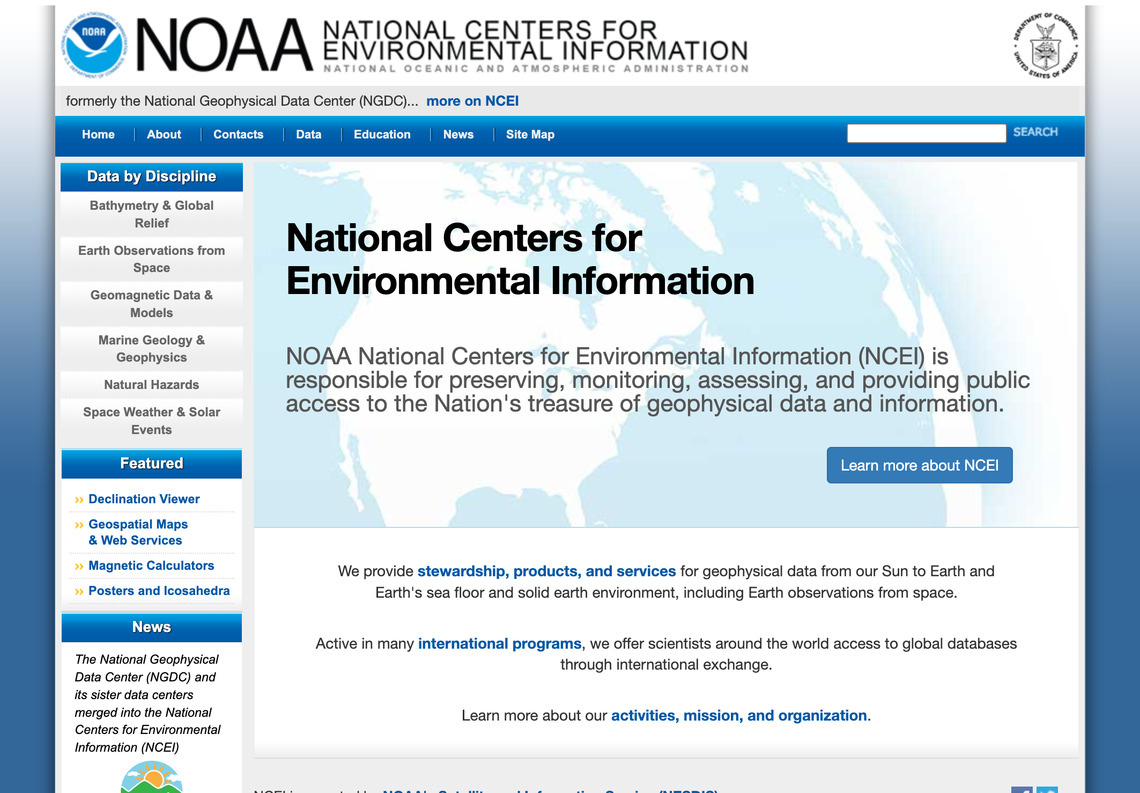 NOAA
NATIONAL CENTERS FOR
ENVIRONMENTAL INFORMATION
NATIONAL OCEANIC AND ATMOSPHERIC ADMINISTRATION
DEPARTMENT OF COMMERCE
UNITED STATES OF AMERICA
formerly the National Geophysical Data Center (NGDC)... more on NCEI
Home About Contacts Data Education News Site Map SEARCH
Data by Discipline
Bathymetry & Global
Relief
Earth Observations from
Space
Geomagnetic Data &
Models
Marine Geology &
Geophysics
Natural Hazards
Space Weather & Solar
Events
Featured
Declination Viewer
Geospatial Maps
& Web Services
Magnetic Calculators
Posters and Icosahedra
News
The National Geophysical
Data Center (NGDC) and
its sister data centers
merged into the National
Centers for Environmental
Information (NCEI)
National Centers for
Environmental Information
NOAA National Centers for Environmental Information (NCEI) is
responsible for preserving, monitoring, assessing, and providing public
access to the Nation's treasure of geophysical data and information.
Learn more about NCEI
We provide stewardship, products, and services for geophysical data from our Sun to Earth and
Earth's sea floor and solid earth environment, including Earth observations from space.
Active in many international programs, we offer scientists around the world access to global databases
through international exchange.
Learn more about our activities, mission, and organization.